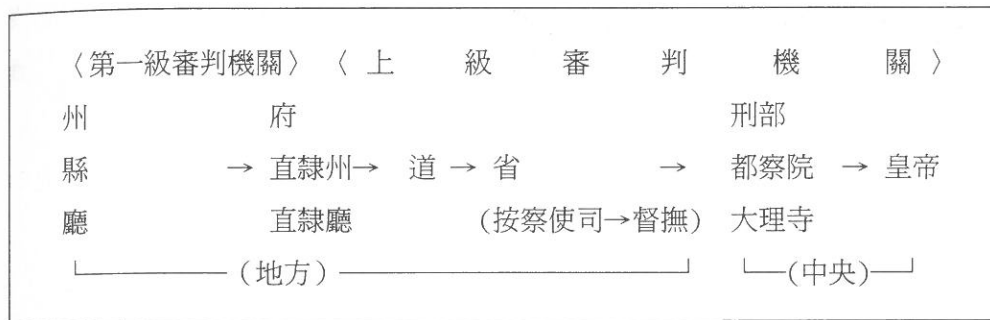 〈第一級審判機關〉〈上級審判機關〉
州 府 刑部
縣 → 直隸州→ 道 → 省 → 都察院 → 皇帝
廳 直隸廳 (按察使司→督撫) 大理寺
(地方) (中央)